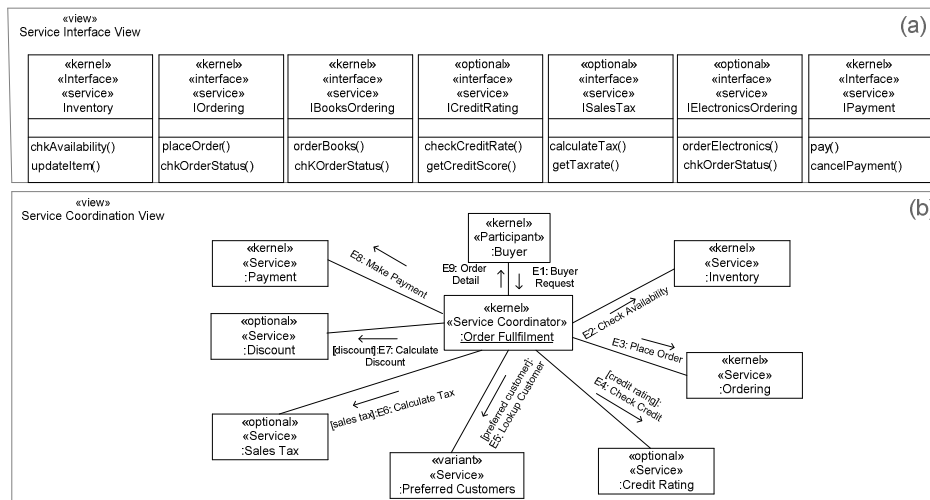 «view»
Service Interface View
(a)
«kernel»
«Interface»
«service»
Inventory
chkAvailability()
updateItem()
«kernel»
«interface»
«service»
IOrdering
placeOrder()
chkOrderStatus()
«kernel»
«interface»
«service»
IBooksOrdering
orderBooks()
chKOrderStatus()
«optional»
«interface»
«service»
ICreditRating
checkCreditRate()
getCreditScore()
«optional»
«interface»
«service»
ISalesTax
calculateTax()
getTaxrate()
«optional»
«interface»
«service»
IElectronicsOrdering
orderElectronics()
chkOrderStatus()
«kernel»
«Interface»
«service»
IPayment
pay()
cancelPayment()
«view»
Service Coordination View
(b)
«kernel»
«Participant»
:Buyer
E9: Order
Detail
E1: Buyer
Request
«kernel»
«Service»
:Payment
E8: Make Payment
«kernel»
«Service»
:Inventory
E2: Check Availability
«kernel»
«Service Coordinator»
:Order Fullfilment
«optional»
«Service»
:Discount
[discount]:E7: Calculate
Discount
E3: Place Order
«kernel»
«Service»
:Ordering
[sales tax]:E6: Calculate Tax
«optional»
«Service»
:Sales Tax
[preferred customer]:
E5: Lookup Customer
[credit rating]:
E4: Check Credit
«variant»
«Service»
:Preferred Customers
«optional»
«Service»
:Credit Rating